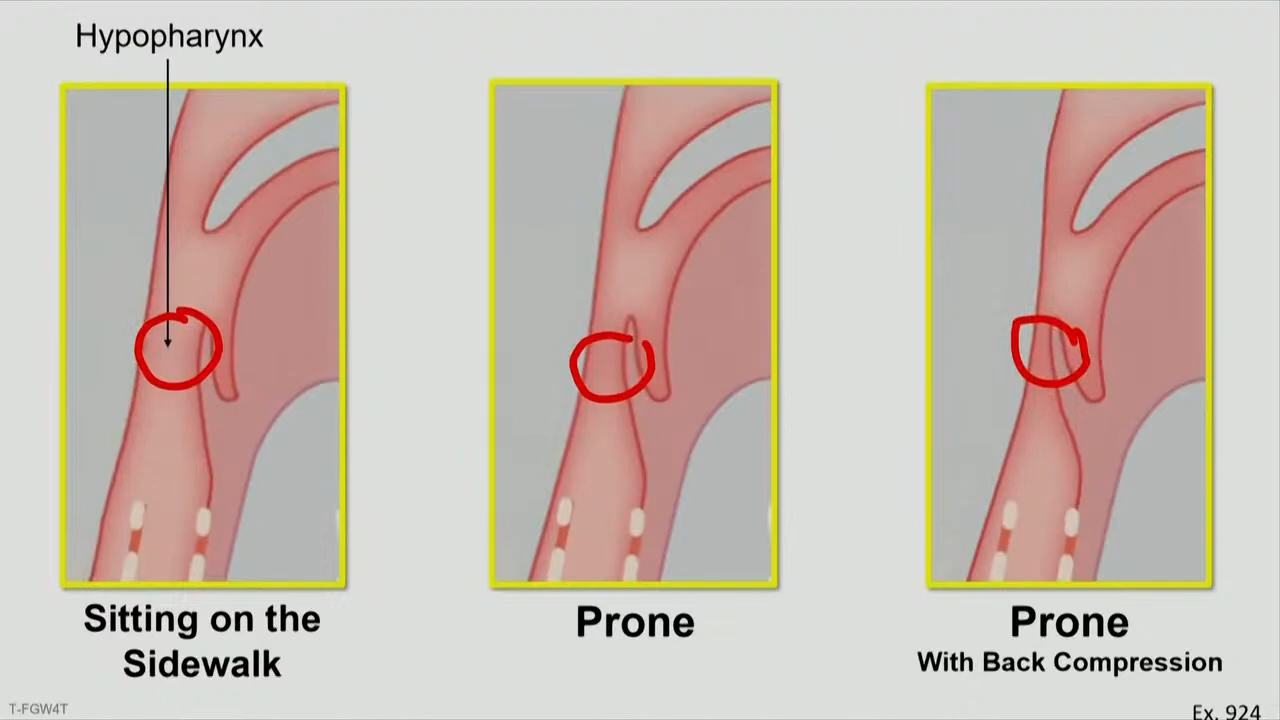 Hypopharynx
Sitting on the
Sidewalk
Prone
Prone
With Back Compression
T-FGW4T
Ex. 924